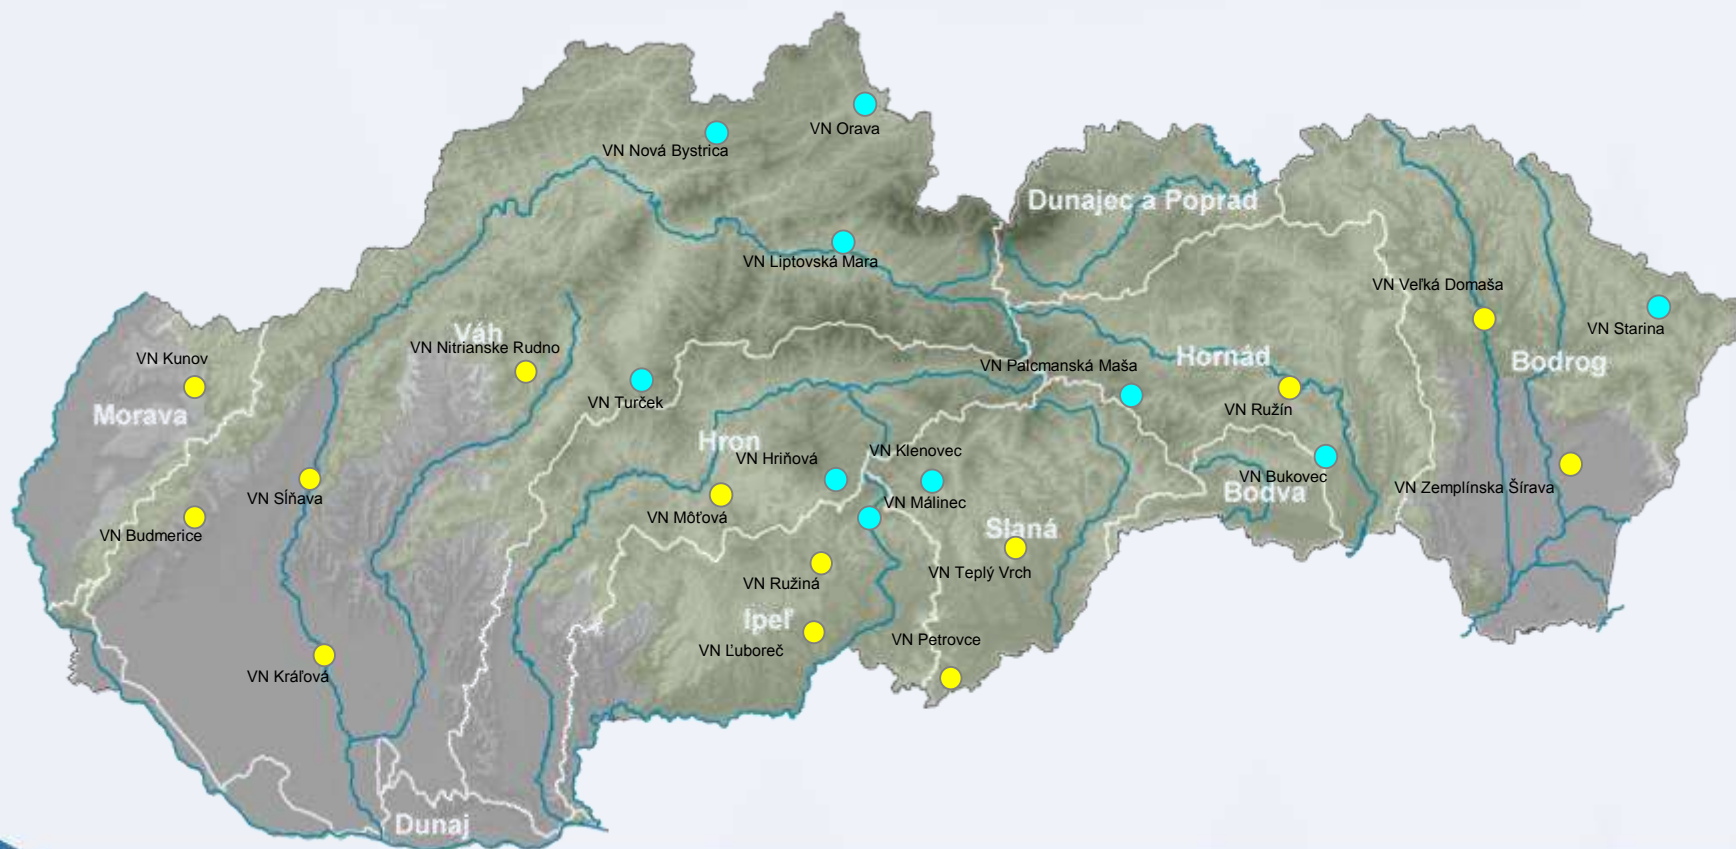 VN Orava
VN Nová Bystrica
Dunajec a Poprad
VN Liptovská Mara
VN Veľká Domaša
VN Starina
Váh
VN Nitrianske Rudno
VN Kunov
Morava
VN Turček
VN Palcmanská Maša
Hornád
Bodrog
VN Ružín
Hron
VN Hriňová
VN Klenovec
VN Bukovec
Bodva
VN Zemplínska Šírava
VN Sĺňava
VN Môťová
VN Málinec
VN Budmerice
Slaná
VN Teplý Vrch
VN Ružiná
Ipeľ
VN Petrovce
VN Ľuboreč
VN Kráľová
Dunaj